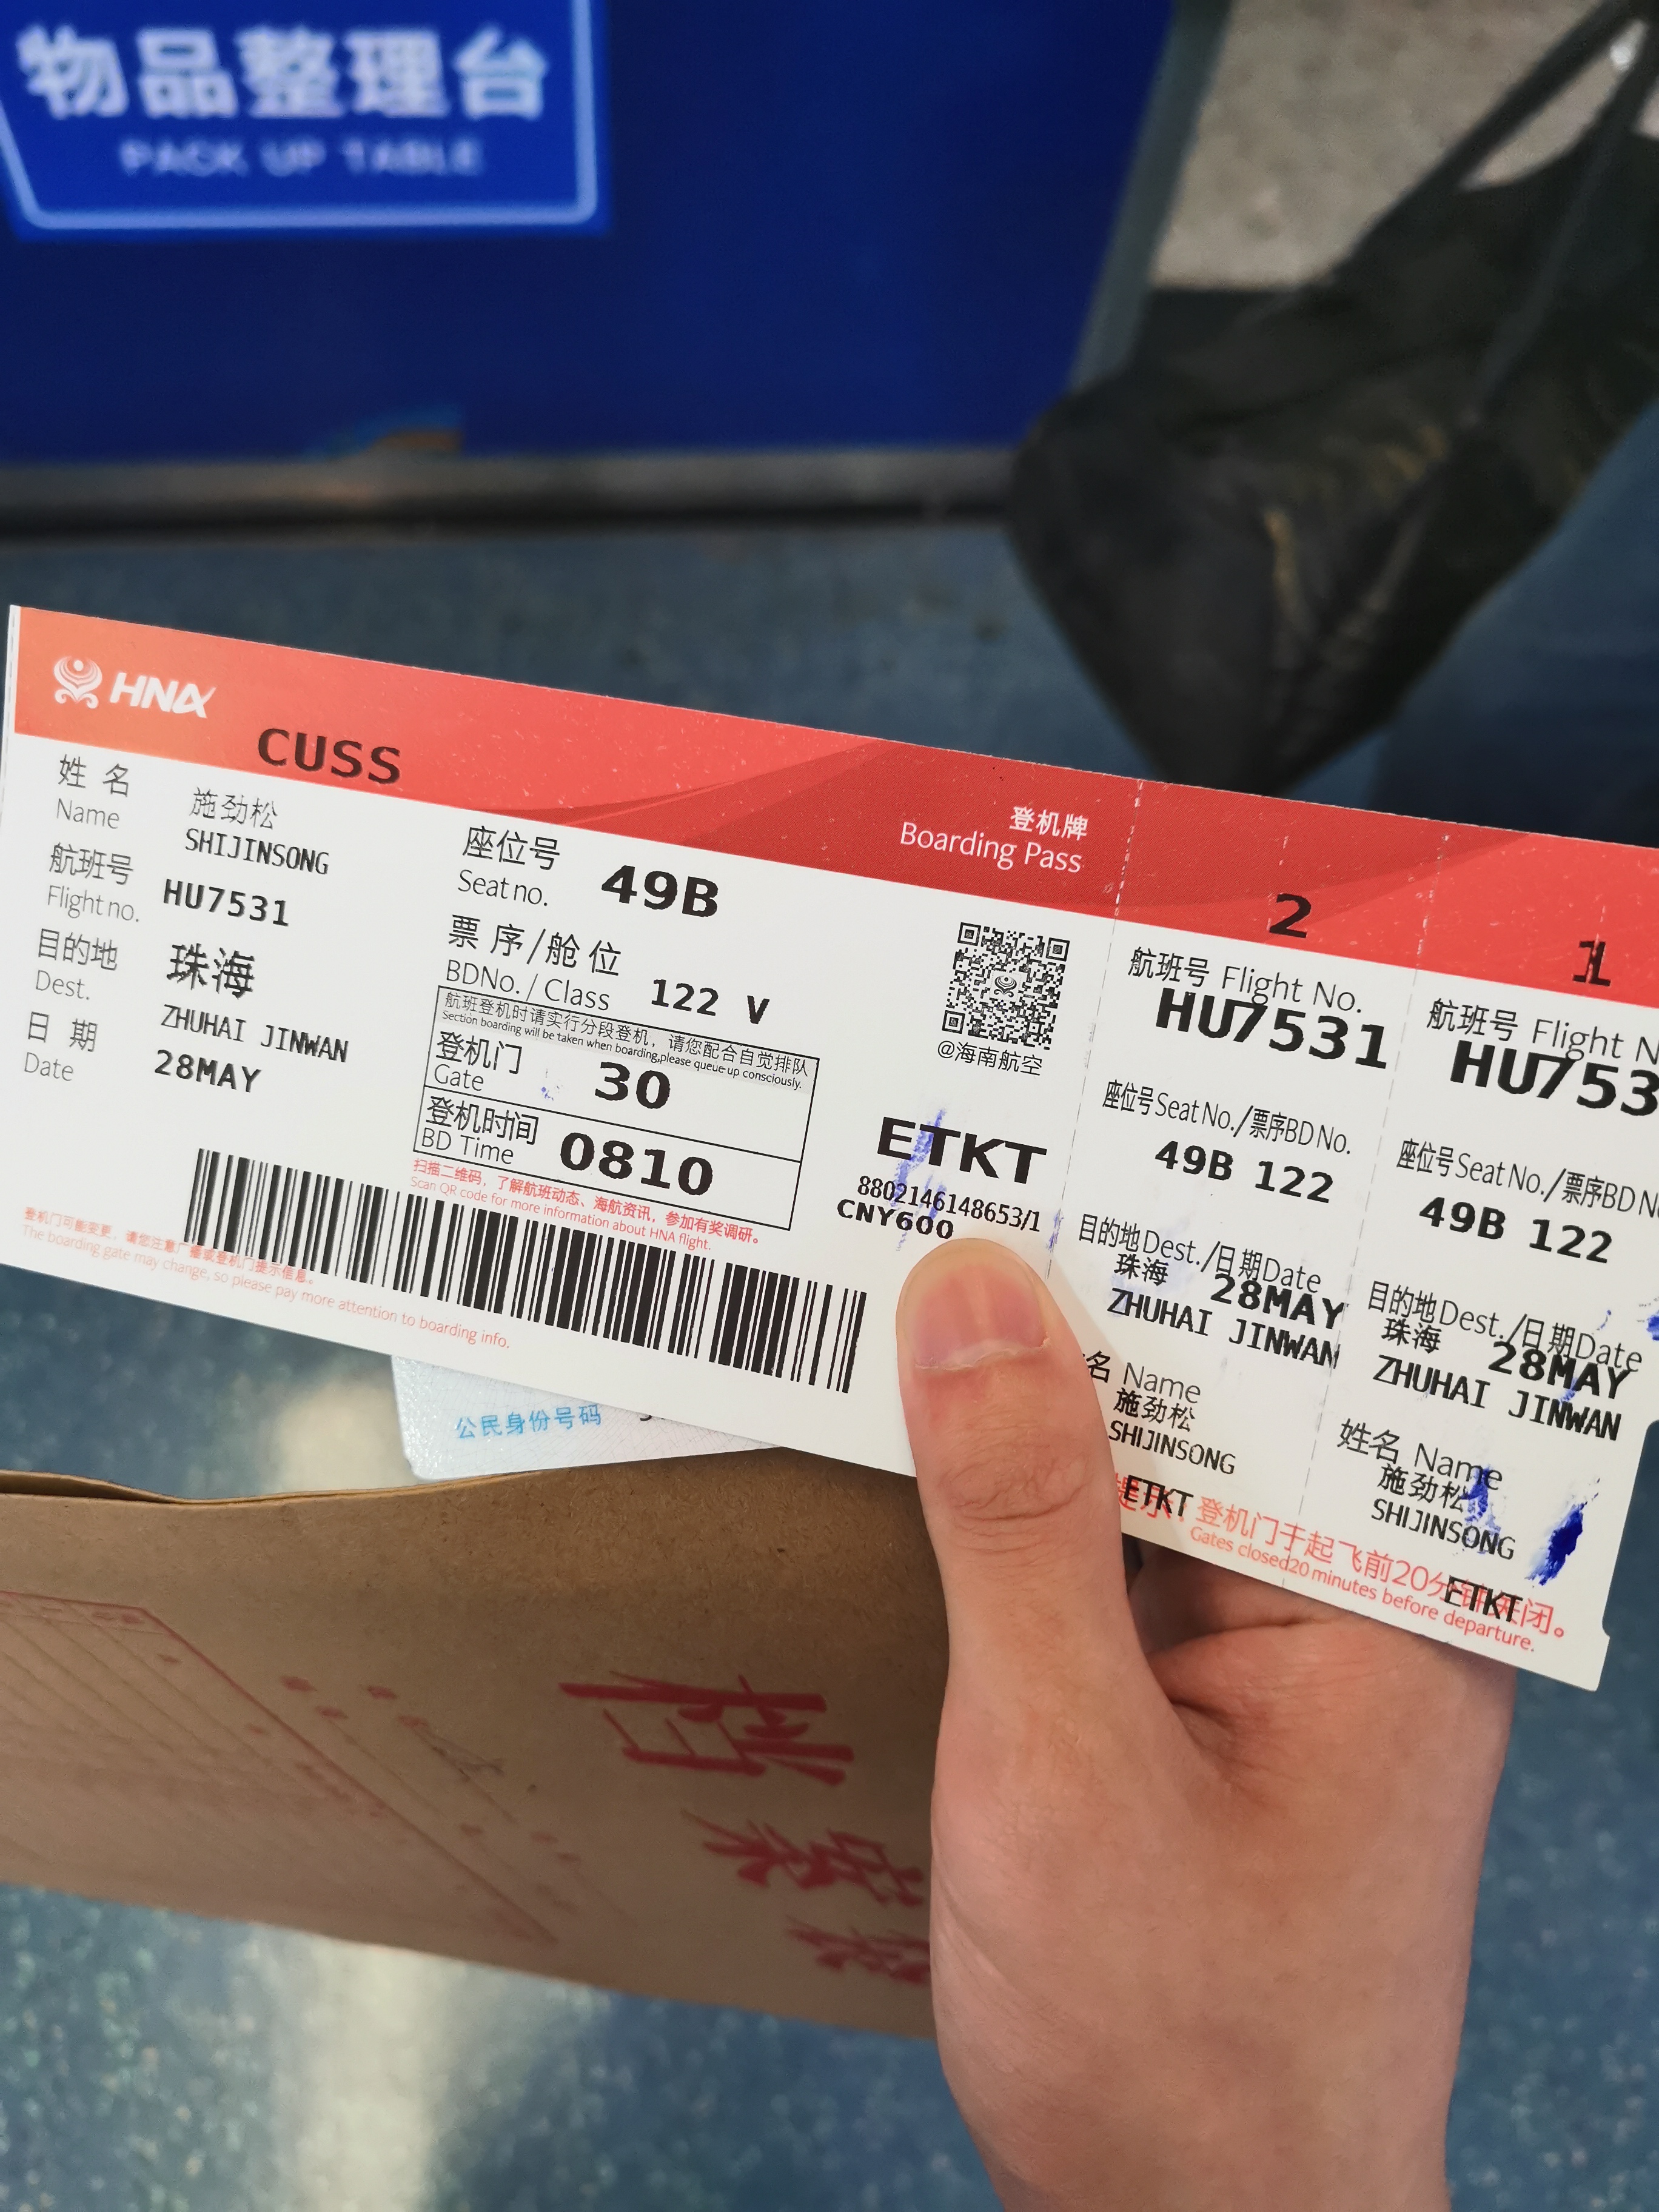 物品整理台
PACK UP TABLE
HNA
CUSS
登机牌
Boarding Pass
姓 名
Name
施劲松
SHIJINSONG
航班号
Flight no.
HU7531
目的地
Dest.
珠海
ZHUHAI JINWAN
日 期
Date
28MAY
座位号
Seat no.
49B
票 序/舱 位
BDNo. / Class
122 V
航班登机时请实行分段登机，请您配合自觉排队
Section boarding will be taken when boarding,please queue up consciously.
登机门
Gate
30
登机时间
BD Time
0810
扫描二维码，了解航班动态、海航资讯，参加有奖调研。
Scan QR code for more information about HNA flight.
登机门可能变更，请您注意广播或登机门提示信息。
The boarding gate may change, so please pay more attention to boarding info.
@海南航空
ETKT
8802146148653/1
CNY600
2
航班号 Flight No.
HU7531
座位号Seat No./票序BD No.
49B 122
目的地Dest./日期Date
珠海 28MAY
ZHUHAI JINWAN
名 Name
施劲松
SHIJINSONG
ETKT
1
航班号 Flight N
HU753
座位号Seat No./票序BD N
49B 122
目的地Dest./日期Date
珠海 28MAY
ZHUHAI JINWAN
姓名 Name
施劲松
SHIJINSONG
ETKT
提示：登机门于起飞前20分钟关闭。
Gates closed20 minutes before departure.
公民身份号码
档
案